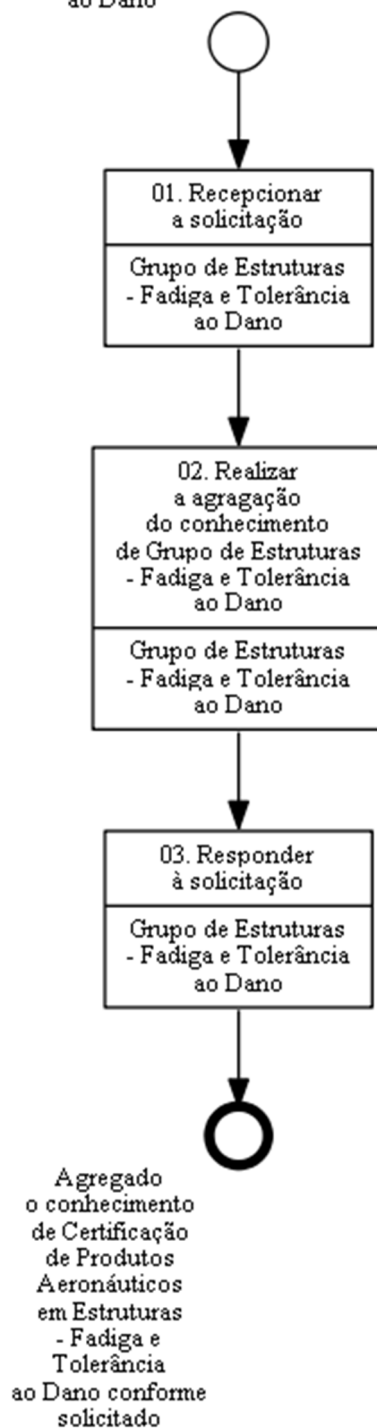 ao Dano
01. Recepcionar
a solicitação
Grupo de Estruturas
- Fadiga e Tolerância
ao Dano
02. Realizar
a agragação
do conhecimento
de Grupo de Estruturas
- Fadiga e Tolerância
ao Dano
Grupo de Estruturas
- Fadiga e Tolerância
ao Dano
03. Responder
à solicitação
Grupo de Estruturas
- Fadiga e Tolerância
ao Dano
Agregado
o conhecimento
de Certificação
de Produtos
Aeronáuticos
em Estruturas
- Fadiga e
Tolerância
ao Dano conforme
solicitado